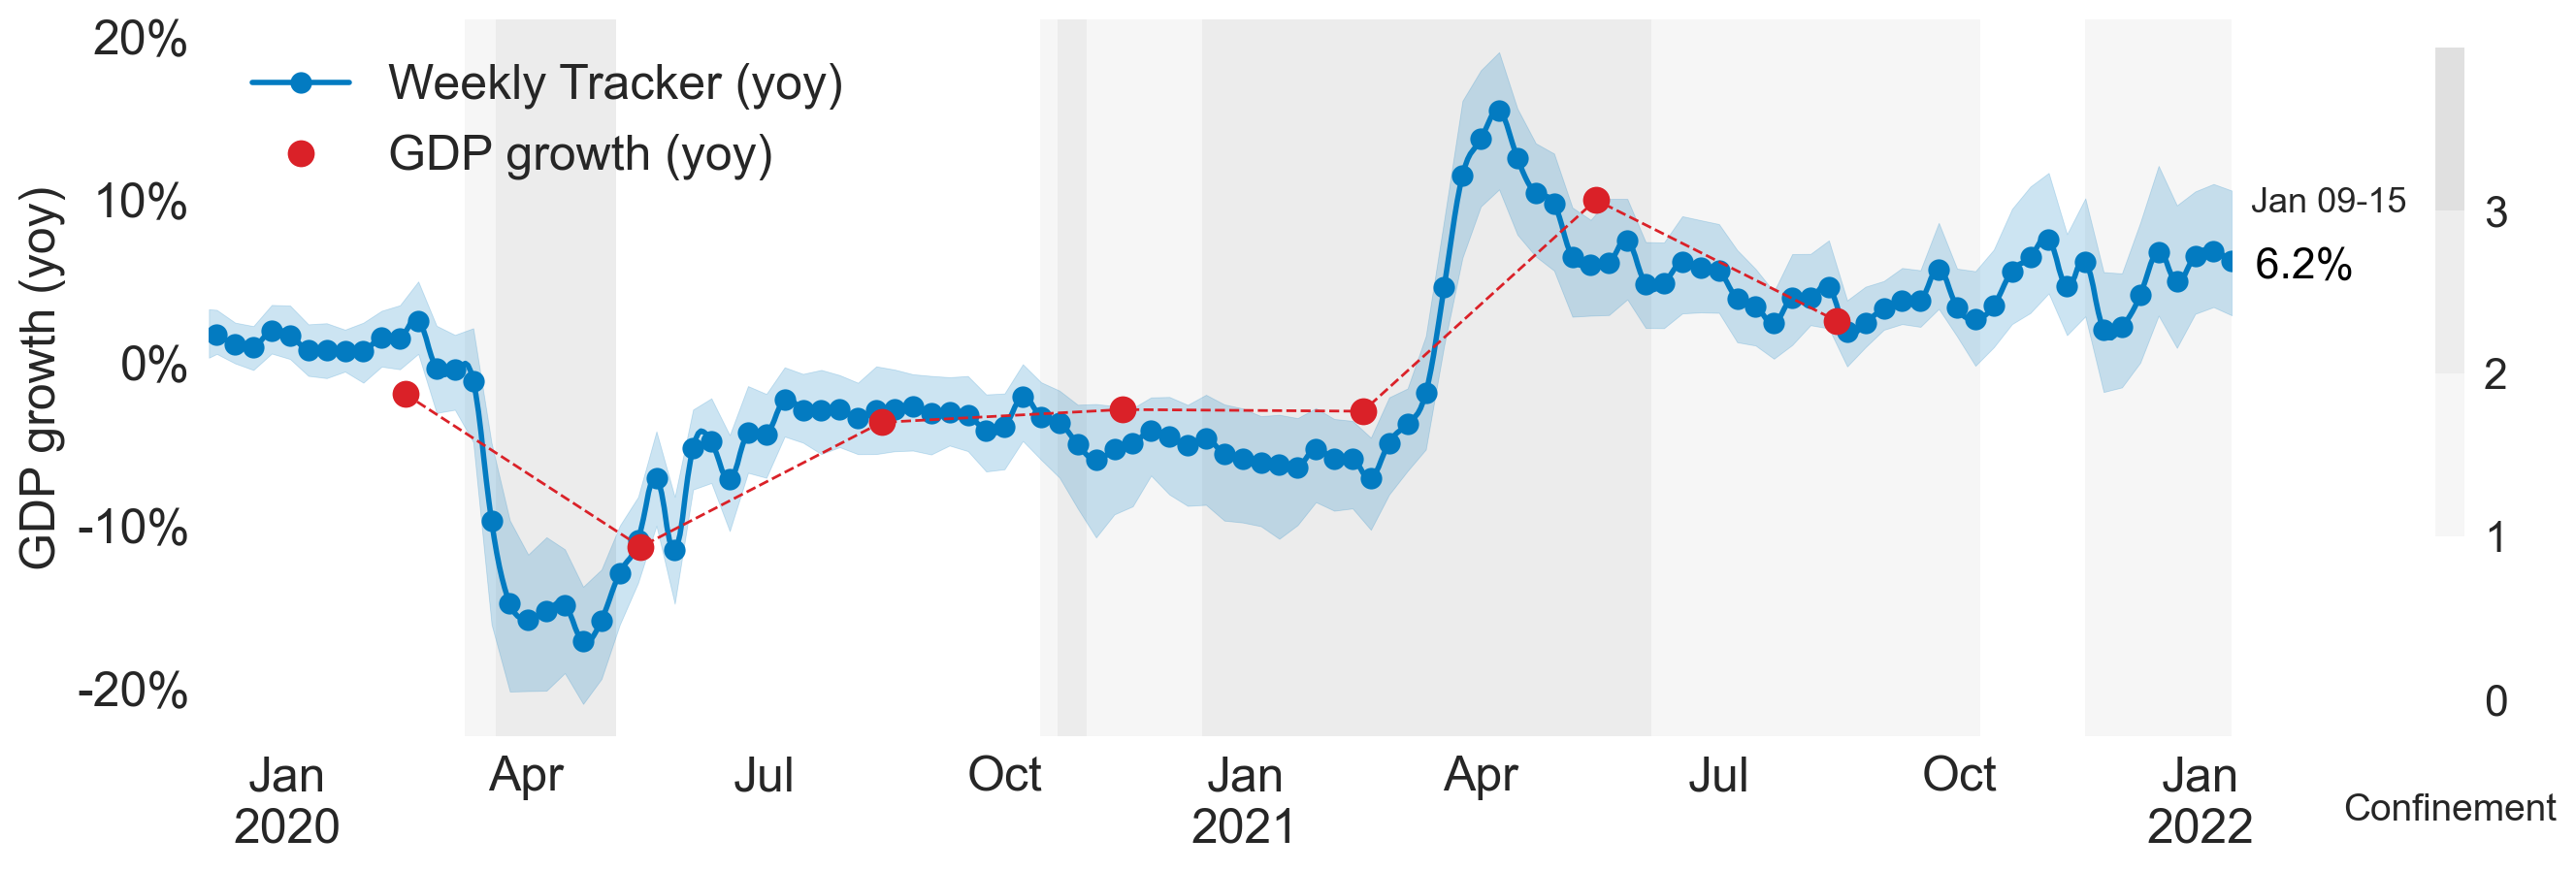 20%
10%
0%
-10%
-20%
GDP growth (yoy)
Weekly Tracker (yoy)
GDP growth (yoy)
Jan 09-15
6.2%
3
2
1
0
Confinement
Jan Apr Jul Oct Jan Apr Jul Oct Jan
2020 2021 2022